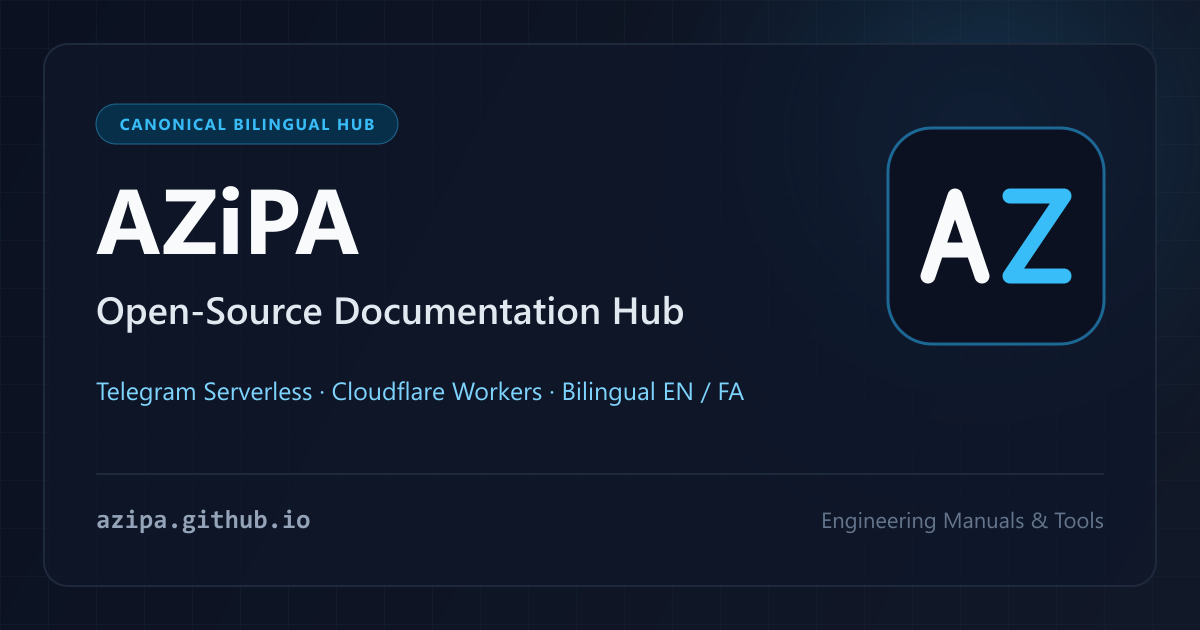 CANONICAL BILINGUAL HUB
AZiPA
AZ
Open-Source Documentation Hub
Telegram Serverless · Cloudflare Workers · Bilingual EN / FA
azipa.github.io
Engineering Manuals & Tools